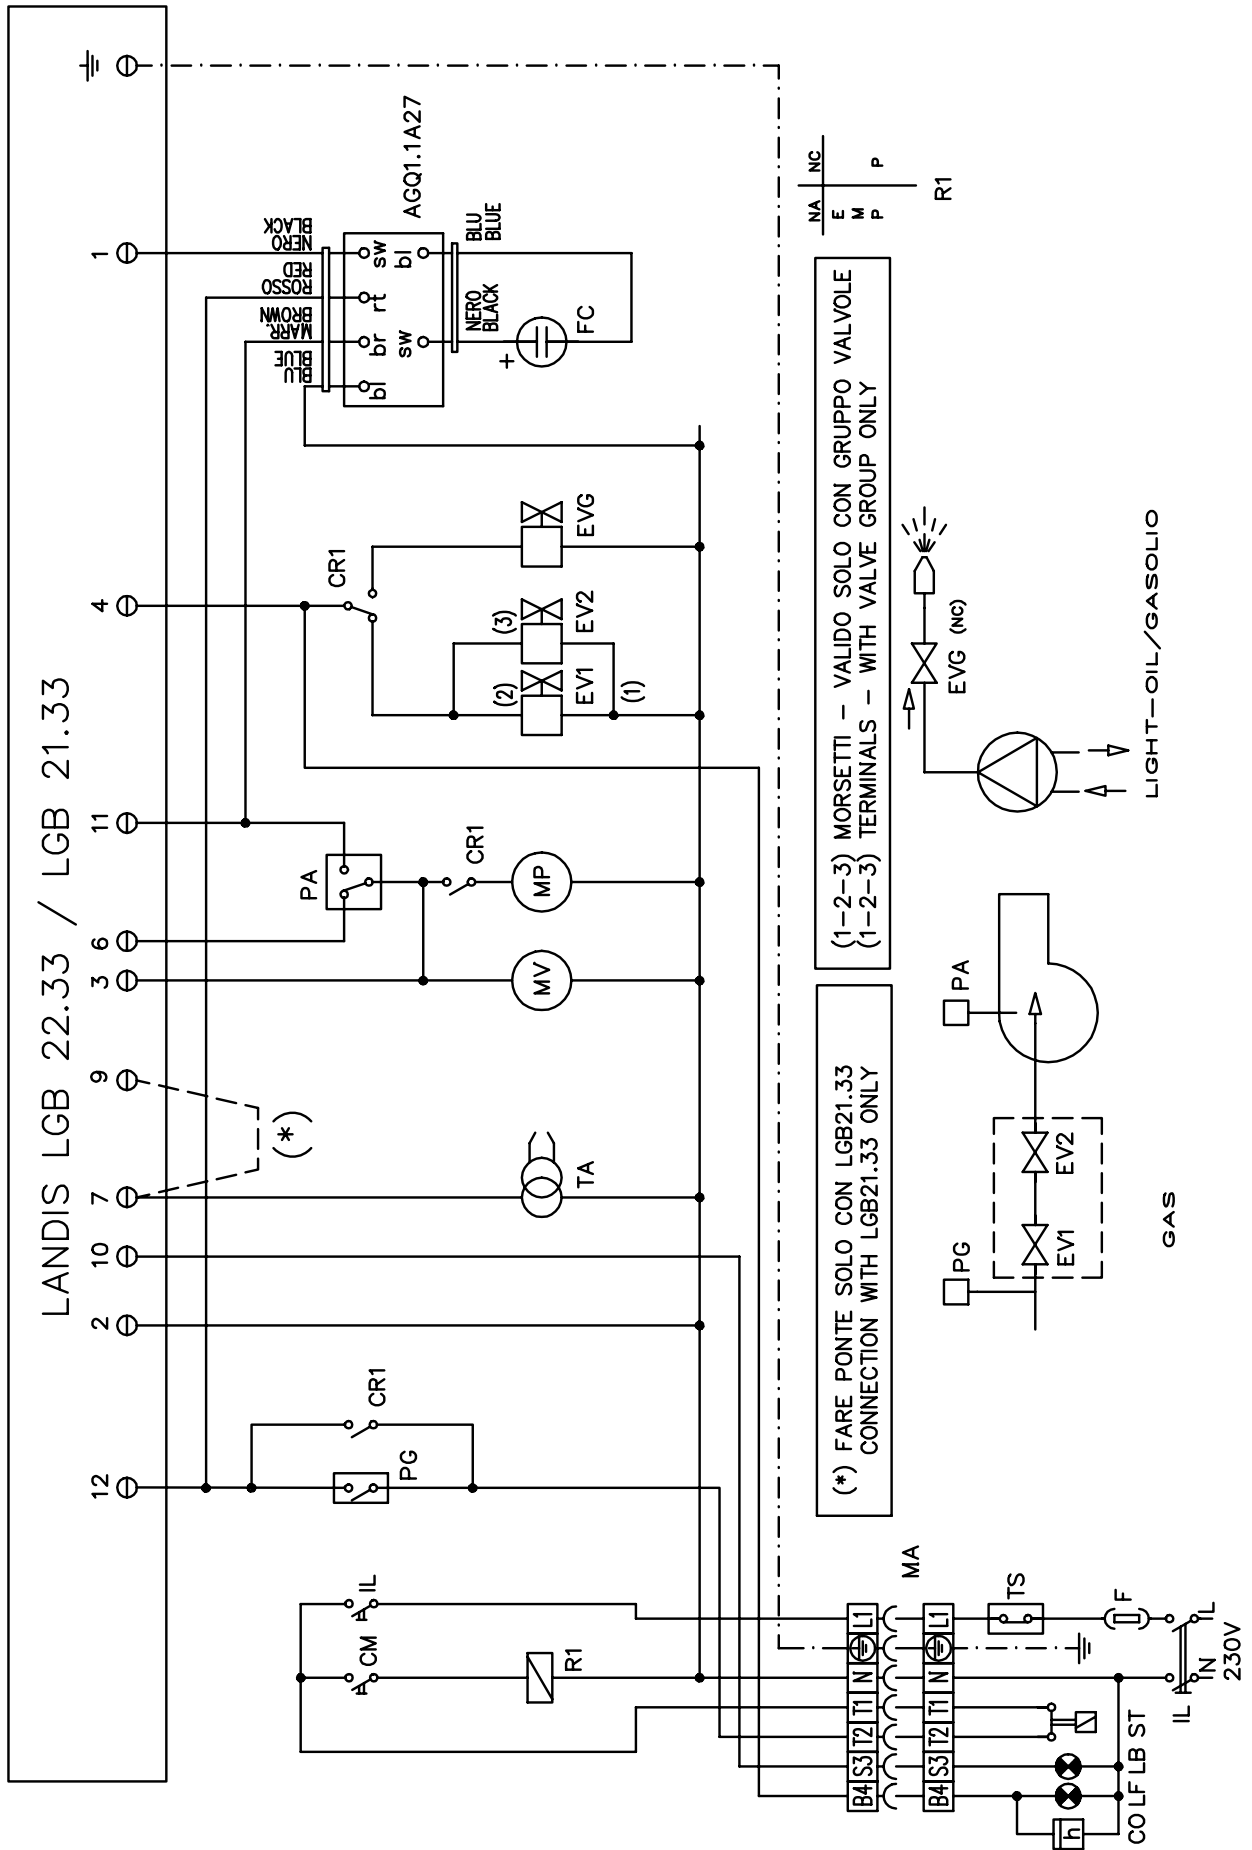 LANDIS LGB 22.33 / LGB 21.33
12
2
10
7
9
3
6
11
4
1
(*)
BLU
BLUE
MARR.
BROWN
ROSSO
RED
NERO
BLACK
bl
br
rt
sw
sw
bl
AGQ1.1A27
NERO
BLACK
BLU
BLUE
+
FC
CM
IL
R1
CR1
PG
TA
PA
CR1
MV
MP
CR1
(2)
(3)
EV1
EV2
EVG
(1)
NA
NC
E
M
P
P
R1
(*) FARE PONTE SOLO CON LGB21.33
CONNECTION WITH LGB21.33 ONLY
(1-2-3) MORSETTI - VALIDO SOLO CON GRUPPO VALVOLE
(1-2-3) TERMINALS - WITH VALVE GROUP ONLY
B4
S3
T2
T1
N
L1
MA
B4
S3
T2
T1
N
L1
TS
F
h
CO
LF
LB
ST
IL
N
L
230V
PG
PA
EV1
EV2
GAS
EVG (NC)
LIGHT-OIL/GASOLIO